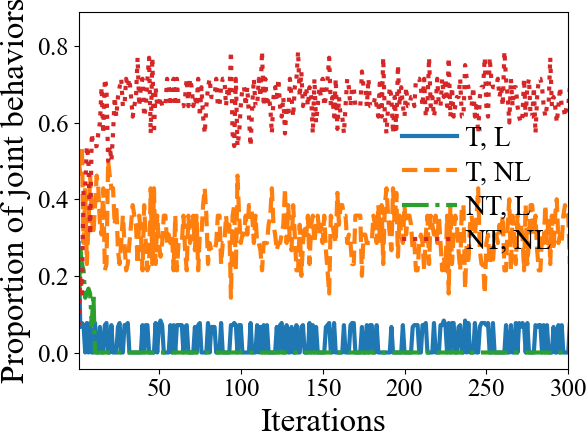 Proportion of joint behaviors
0.8
0.6
0.4
0.2
0.0
T, L
T, NL
NT, L
NT, NL
50
100
150
200
250
300
Iterations